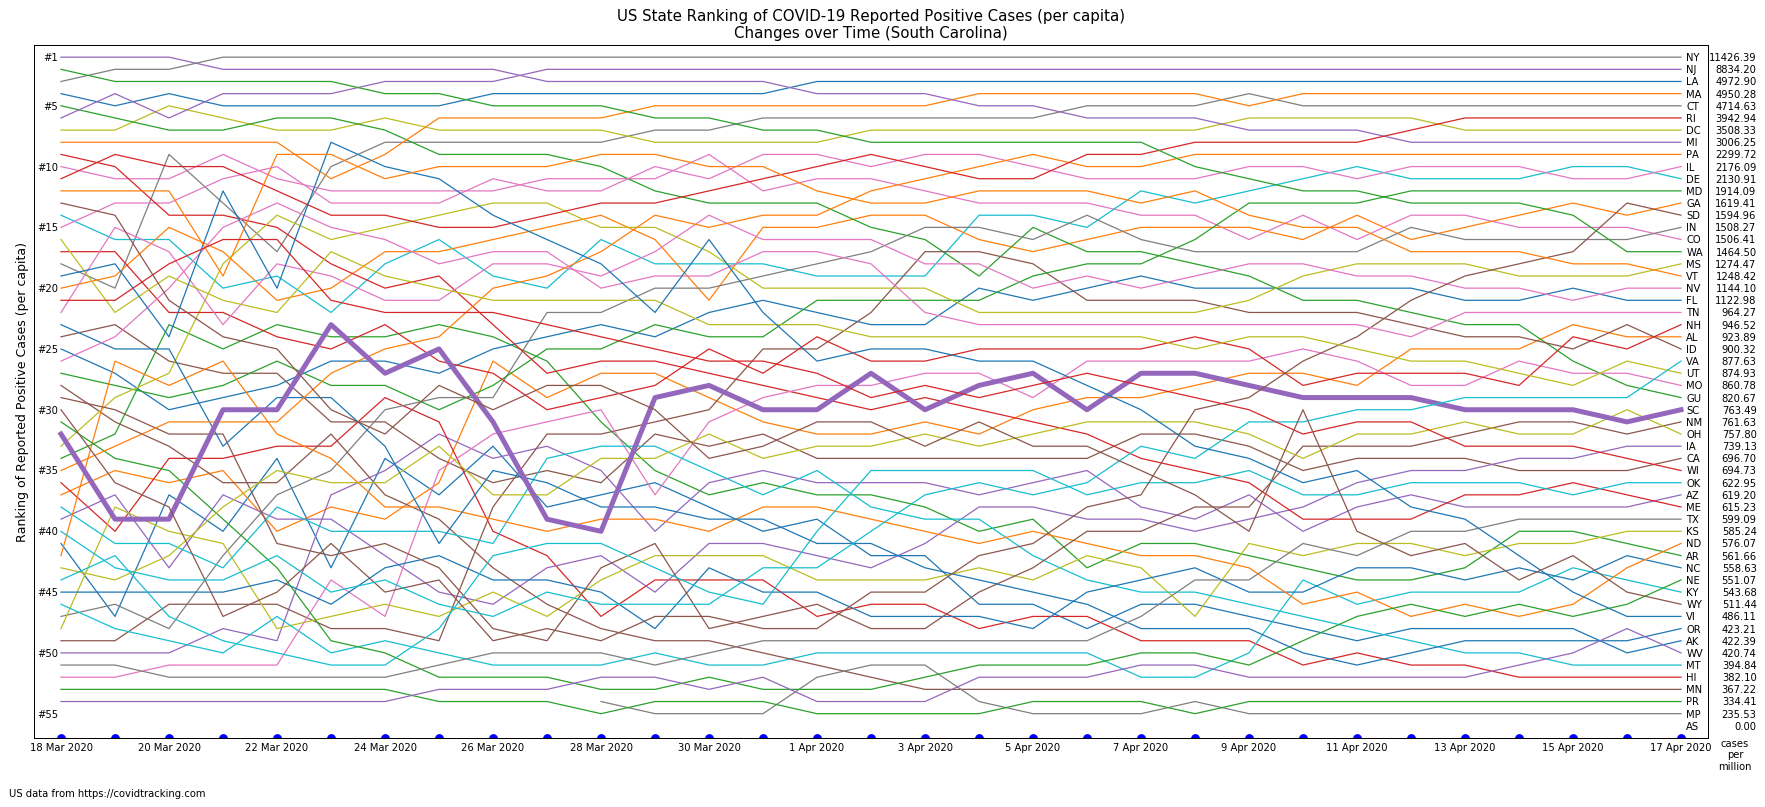 US State Ranking of COVID-19 Reported Positive Cases (per capita)
Changes over Time (South Carolina)
Ranking of Reported Positive Cases (per capita)
#1
#5
#10
#15
#20
#25
#30
#35
#40
#45
#50
#55
NY 11426.39
NJ 8834.20
LA 4972.90
MA 4950.28
CT 4714.63
RI 3942.94
DC 3508.33
MI 3006.25
PA 2299.72
IL 2176.09
DE 2130.91
MD 1914.09
GA 1619.41
SD 1594.96
IN 1508.27
CO 1506.41
WA 1464.50
MS 1274.47
VT 1248.42
NV 1144.10
FL 1122.98
TN 964.27
NH 946.52
AL 923.89
ID 900.32
VA 877.63
UT 874.93
MO 860.78
GU 820.67
SC 763.49
NM 761.63
OH 757.80
IA 739.13
CA 696.70
WI 694.73
OK 622.95
AZ 619.20
ME 615.23
TX 599.09
KS 585.24
ND 576.07
AR 561.66
NC 558.63
NE 551.07
KY 543.68
WY 511.44
VI 486.11
OR 423.21
AK 422.39
WV 420.74
MT 394.84
HI 382.10
MN 367.22
PR 334.41
MP 235.53
AS 0.00
18 Mar 2020 20 Mar 2020 22 Mar 2020 24 Mar 2020 26 Mar 2020 28 Mar 2020 30 Mar 2020 1 Apr 2020 3 Apr 2020 5 Apr 2020 7 Apr 2020 9 Apr 2020 11 Apr 2020 13 Apr 2020 15 Apr 2020 17 Apr 2020
cases
per
million
US data from https://covidtracking.com